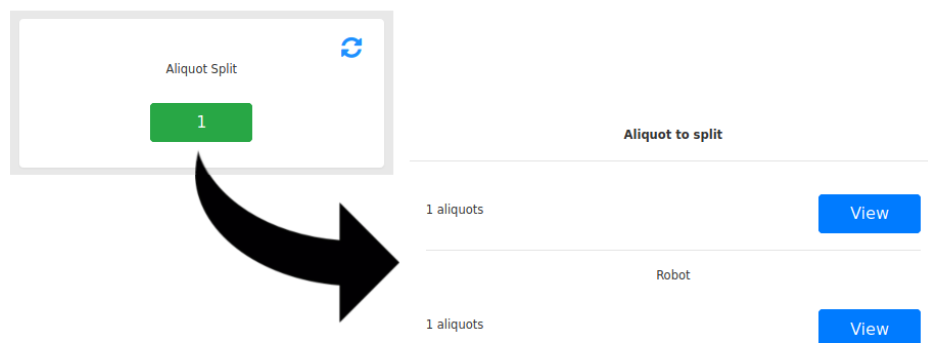 Aliquot Split
1
Aliquot to split
1 aliquots
View
Robot
1 aliquots
View